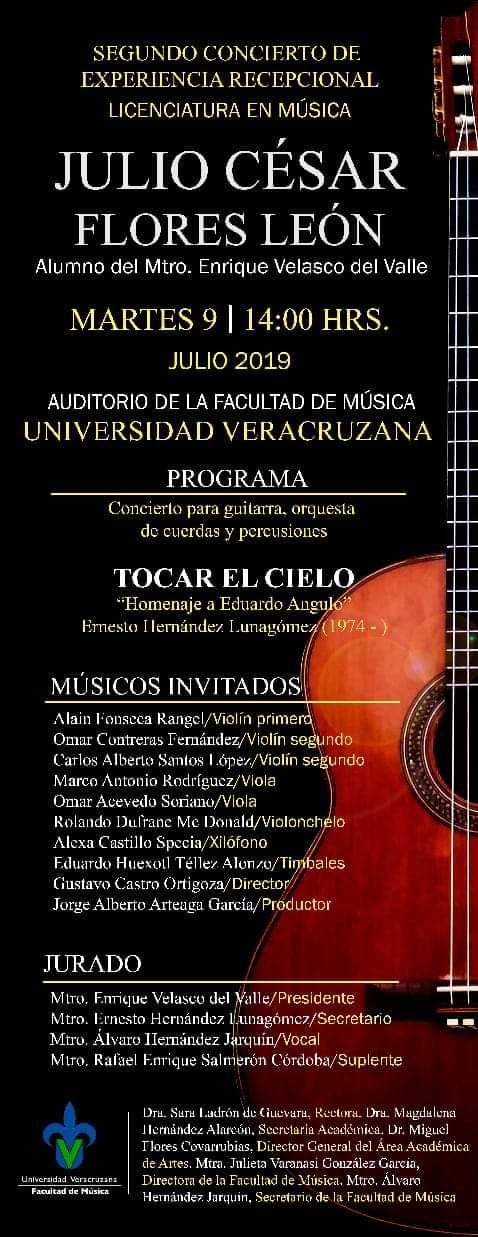 SEGUNDO CONCIERTO DE
EXPERIENCIA RECEPCIONAL
LICENCIATURA EN MÚSICA
JULIO CÉSAR
FLORES LEÓN
Alumno del Mtro. Enrique Velasco del Valle
MARTES 9 | 14:00 HRS.
JULIO 2019
AUDITORIO DE LA FACULTAD DE MÚSICA
UNIVERSIDAD VERACRUZANA
PROGRAMA
Concierto para guitarra, orquesta
de cuerdas y percusiones
TOCAR EL CIELO
“Homenaje a Eduardo Angulo”
Ernesto Hernández Lunagómez (1974 - )
MÚSICOS INVITADOS
Alain Fonseca Rangel/Violín primero
Omar Contreras Fernández/Violín segundo
Carlos Alberto Santos López/Violín segundo
Marco Antonio Rodríguez/Viola
Omar Acevedo Soriano/Viola
Rolando Dufrane Mc Donald/Violonchelo
Alexa Castillo Specia/Xilófono
Eduardo Huexotl Téllez Alonzo/Timbales
Gustavo Castro Ortigoza/Director
Jorge Alberto Arteaga García/Productor
JURADO
Mtro. Enrique Velasco del Valle/Presidente
Mtro. Ernesto Hernández Lunagómez/Secretario
Mtro. Álvaro Hernández Jarquín/Vocal
Mtro. Rafael Enrique Salmerón Córdoba/Suplente
Dra. Sara Ladrón de Guevara, Rectora. Dra. Magdalena
Hernández Alarcón, Secretaria Académica. Dr. Miguel
Flores Covarrubias, Director General del Área Académica
de Artes. Mtra. Julieta Varanasi González García,
Directora de la Facultad de Música. Mtro. Álvaro
Hernández Jarquín, Secretario de la Facultad de Música
Universidad Veracruzana
Facultad de Música